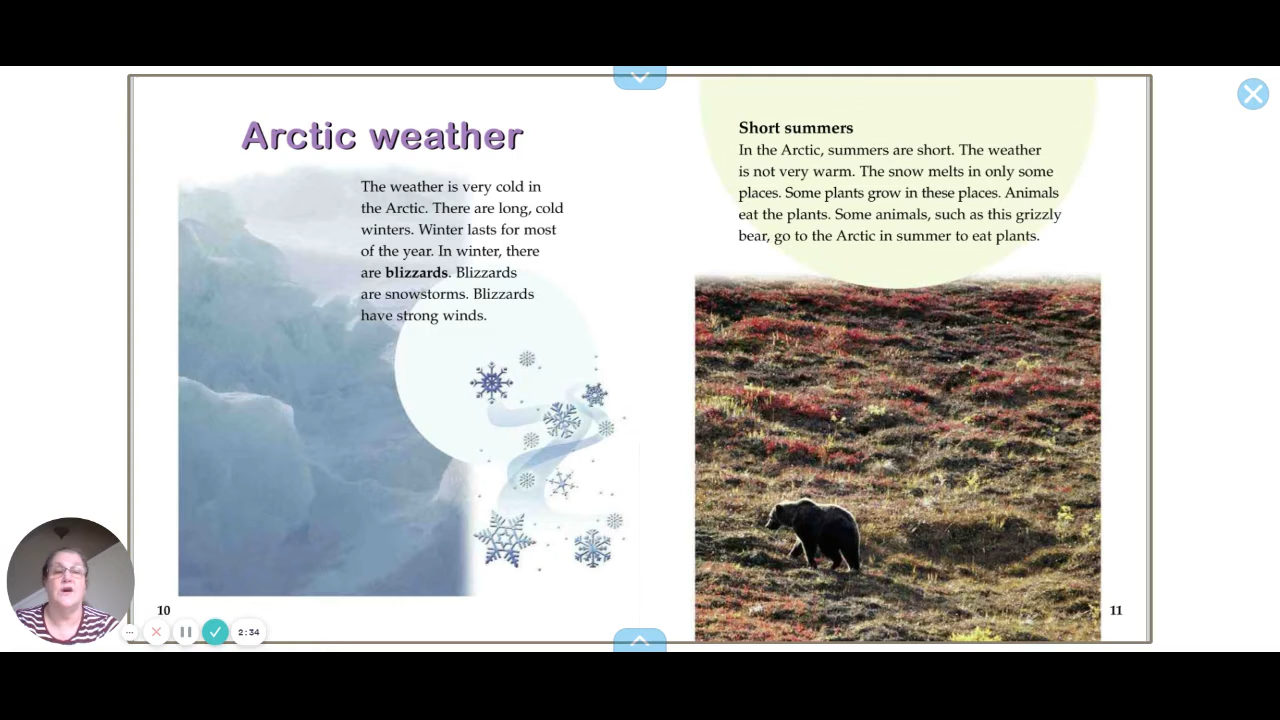 Arctic weather
The weather is very cold in
the Arctic. There are long, cold
winters. Winter lasts for most
of the year. In winter, there
are blizzards. Blizzards
are snowstorms. Blizzards
have strong winds.
10
2:34
Short summers
In the Arctic, summers are short. The weather
is not very warm. The snow melts in only some
places. Some plants grow in these places. Animals
eat the plants. Some animals, such as this grizzly
bear, go to the Arctic in summer to eat plants.
11